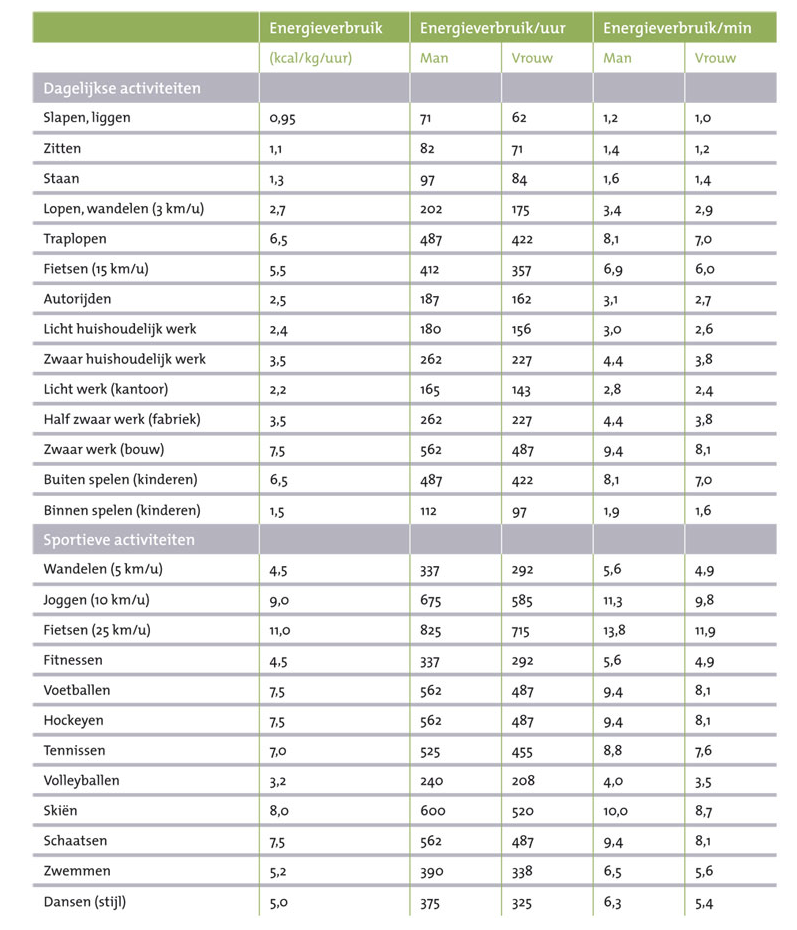 Energieverbruik Energieverbruik/uur Energieverbruik/min
(kcal/kg/uur) Man Vrouw Man Vrouw
Dagelijkse activiteiten
Slapen, liggen 0,95 71 62 1,2 1,0
Zitten 1,1 82 71 1,4 1,2
Staan 1,3 97 84 1,6 1,4
Lopen, wandelen (3 km/u) 2,7 202 175 3,4 2,9
Traplopen 6,5 487 422 8,1 7,0
Fietsen (15 km/u) 5,5 412 357 6,9 6,0
Autorijden 2,5 187 162 3,1 2,7
Licht huishoudelijk werk 2,4 180 156 3,0 2,6
Zwaar huishoudelijk werk 3,5 262 227 4,4 3,8
Licht werk (kantoor) 2,2 165 143 2,8 2,4
Half zwaar werk (fabriek) 3,5 262 227 4,4 3,8
Zwaar werk (bouw) 7,5 562 487 9,4 8,1
Buiten spelen (kinderen) 6,5 487 422 8,1 7,0
Binnen spelen (kinderen) 1,5 112 97 1,9 1,6
Sportieve activiteiten
Wandelen (5 km/u) 4,5 337 292 5,6 4,9
Joggen (10 km/u) 9,0 675 585 11,3 9,8
Fietsen (25 km/u) 11,0 825 715 13,8 11,9
Fitnessen 4,5 337 292 5,6 4,9
Voetballen 7,5 562 487 9,4 8,1
Hockeyen 7,5 562 487 9,4 8,1
Tennissen 7,0 525 455 8,8 7,6
Volleyballen 3,2 240 208 4,0 3,5
Skiën 8,0 600 520 10,0 8,7
Schaatsen 7,5 562 487 9,4 8,1
Zwemmen 5,2 390 338 6,5 5,6
Dansen (stijl) 5,0 375 325 6,3 5,4